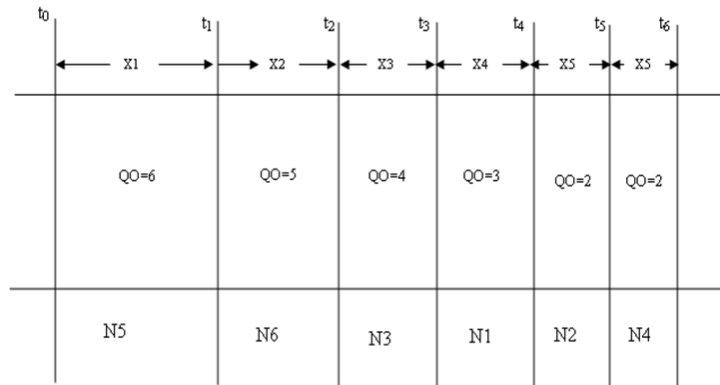 t0 t1 t2 t3 t4 t5 t6
X1 X2 X3 X4 X5 X5
QO=6 QO=5 QO=4 QO=3 QO=2 QO=2
N5 N6 N3 N1 N2 N4